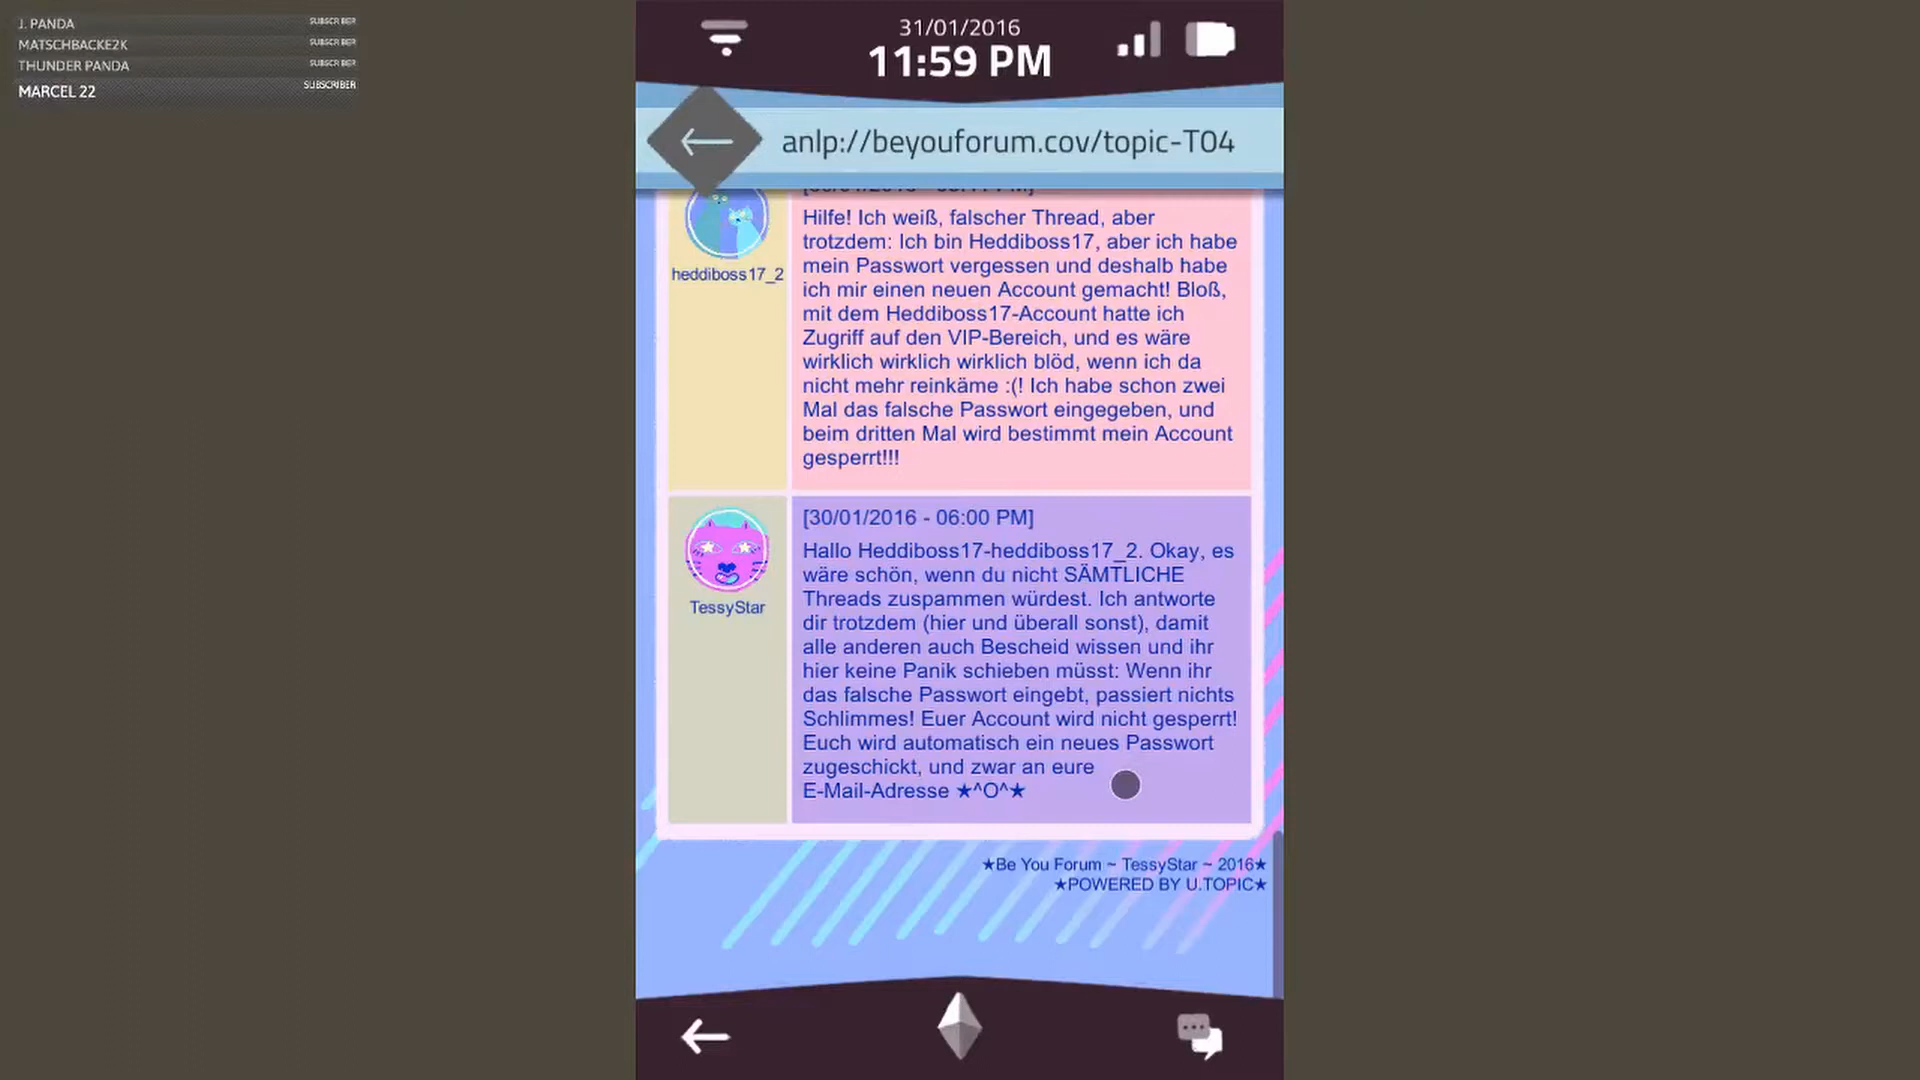 J. PANDA SUBSCRIBER
MATSCHBACKE2K SUBSCRIBER
THUNDER PANDA SUBSCRIBER
MARCEL 22 SUBSCRIBER
31/01/2016
11:59 PM
anlp://beyouforum.cov/topic-T04
heddiboss17_2
Hilfe! Ich weiß, falscher Thread, aber
trotzdem: Ich bin Heddiboss17, aber ich habe
mein Passwort vergessen und deshalb habe
ich mir einen neuen Account gemacht! Bloß,
mit dem Heddiboss17-Account hatte ich
Zugriff auf den VIP-Bereich, und es wäre
wirklich wirklich wirklich blöd, wenn ich da
nicht mehr reinkäme :(! Ich habe schon zwei
Mal das falsche Passwort eingegeben, und
beim dritten Mal wird bestimmt mein Account
gesperrt!!!
TessyStar
[30/01/2016 - 06:00 PM]
Hallo Heddiboss17-heddiboss17_2. Okay, es
wäre schön, wenn du nicht SÄMTLICHE
Threads zuspammen würdest. Ich antworte
dir trotzdem (hier und überall sonst), damit
alle anderen auch Bescheid wissen und ihr
hier keine Panik schieben müsst: Wenn ihr
das falsche Passwort eingebt, passiert nichts
Schlimmes! Euer Account wird nicht gesperrt!
Euch wird automatisch ein neues Passwort
zugeschickt, und zwar an eure
E-Mail-Adresse ★^O^★
★Be You Forum ~ TessyStar ~ 2016★
★POWERED BY U.TOPIC★